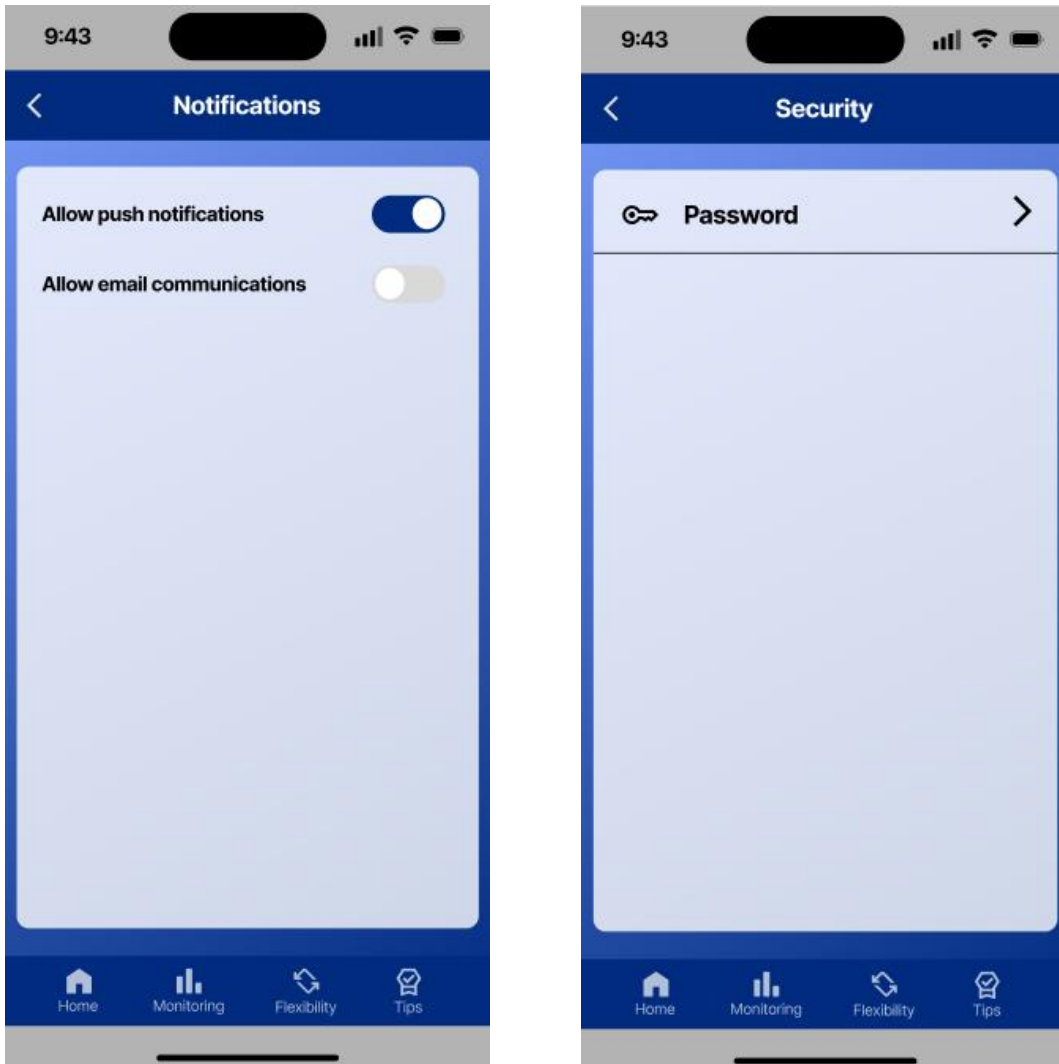 9:43
Notifications
Allow push notifications
Allow email communications
Home Monitoring Flexibility Tips
9:43
Security
Password
Home Monitoring Flexibility Tips